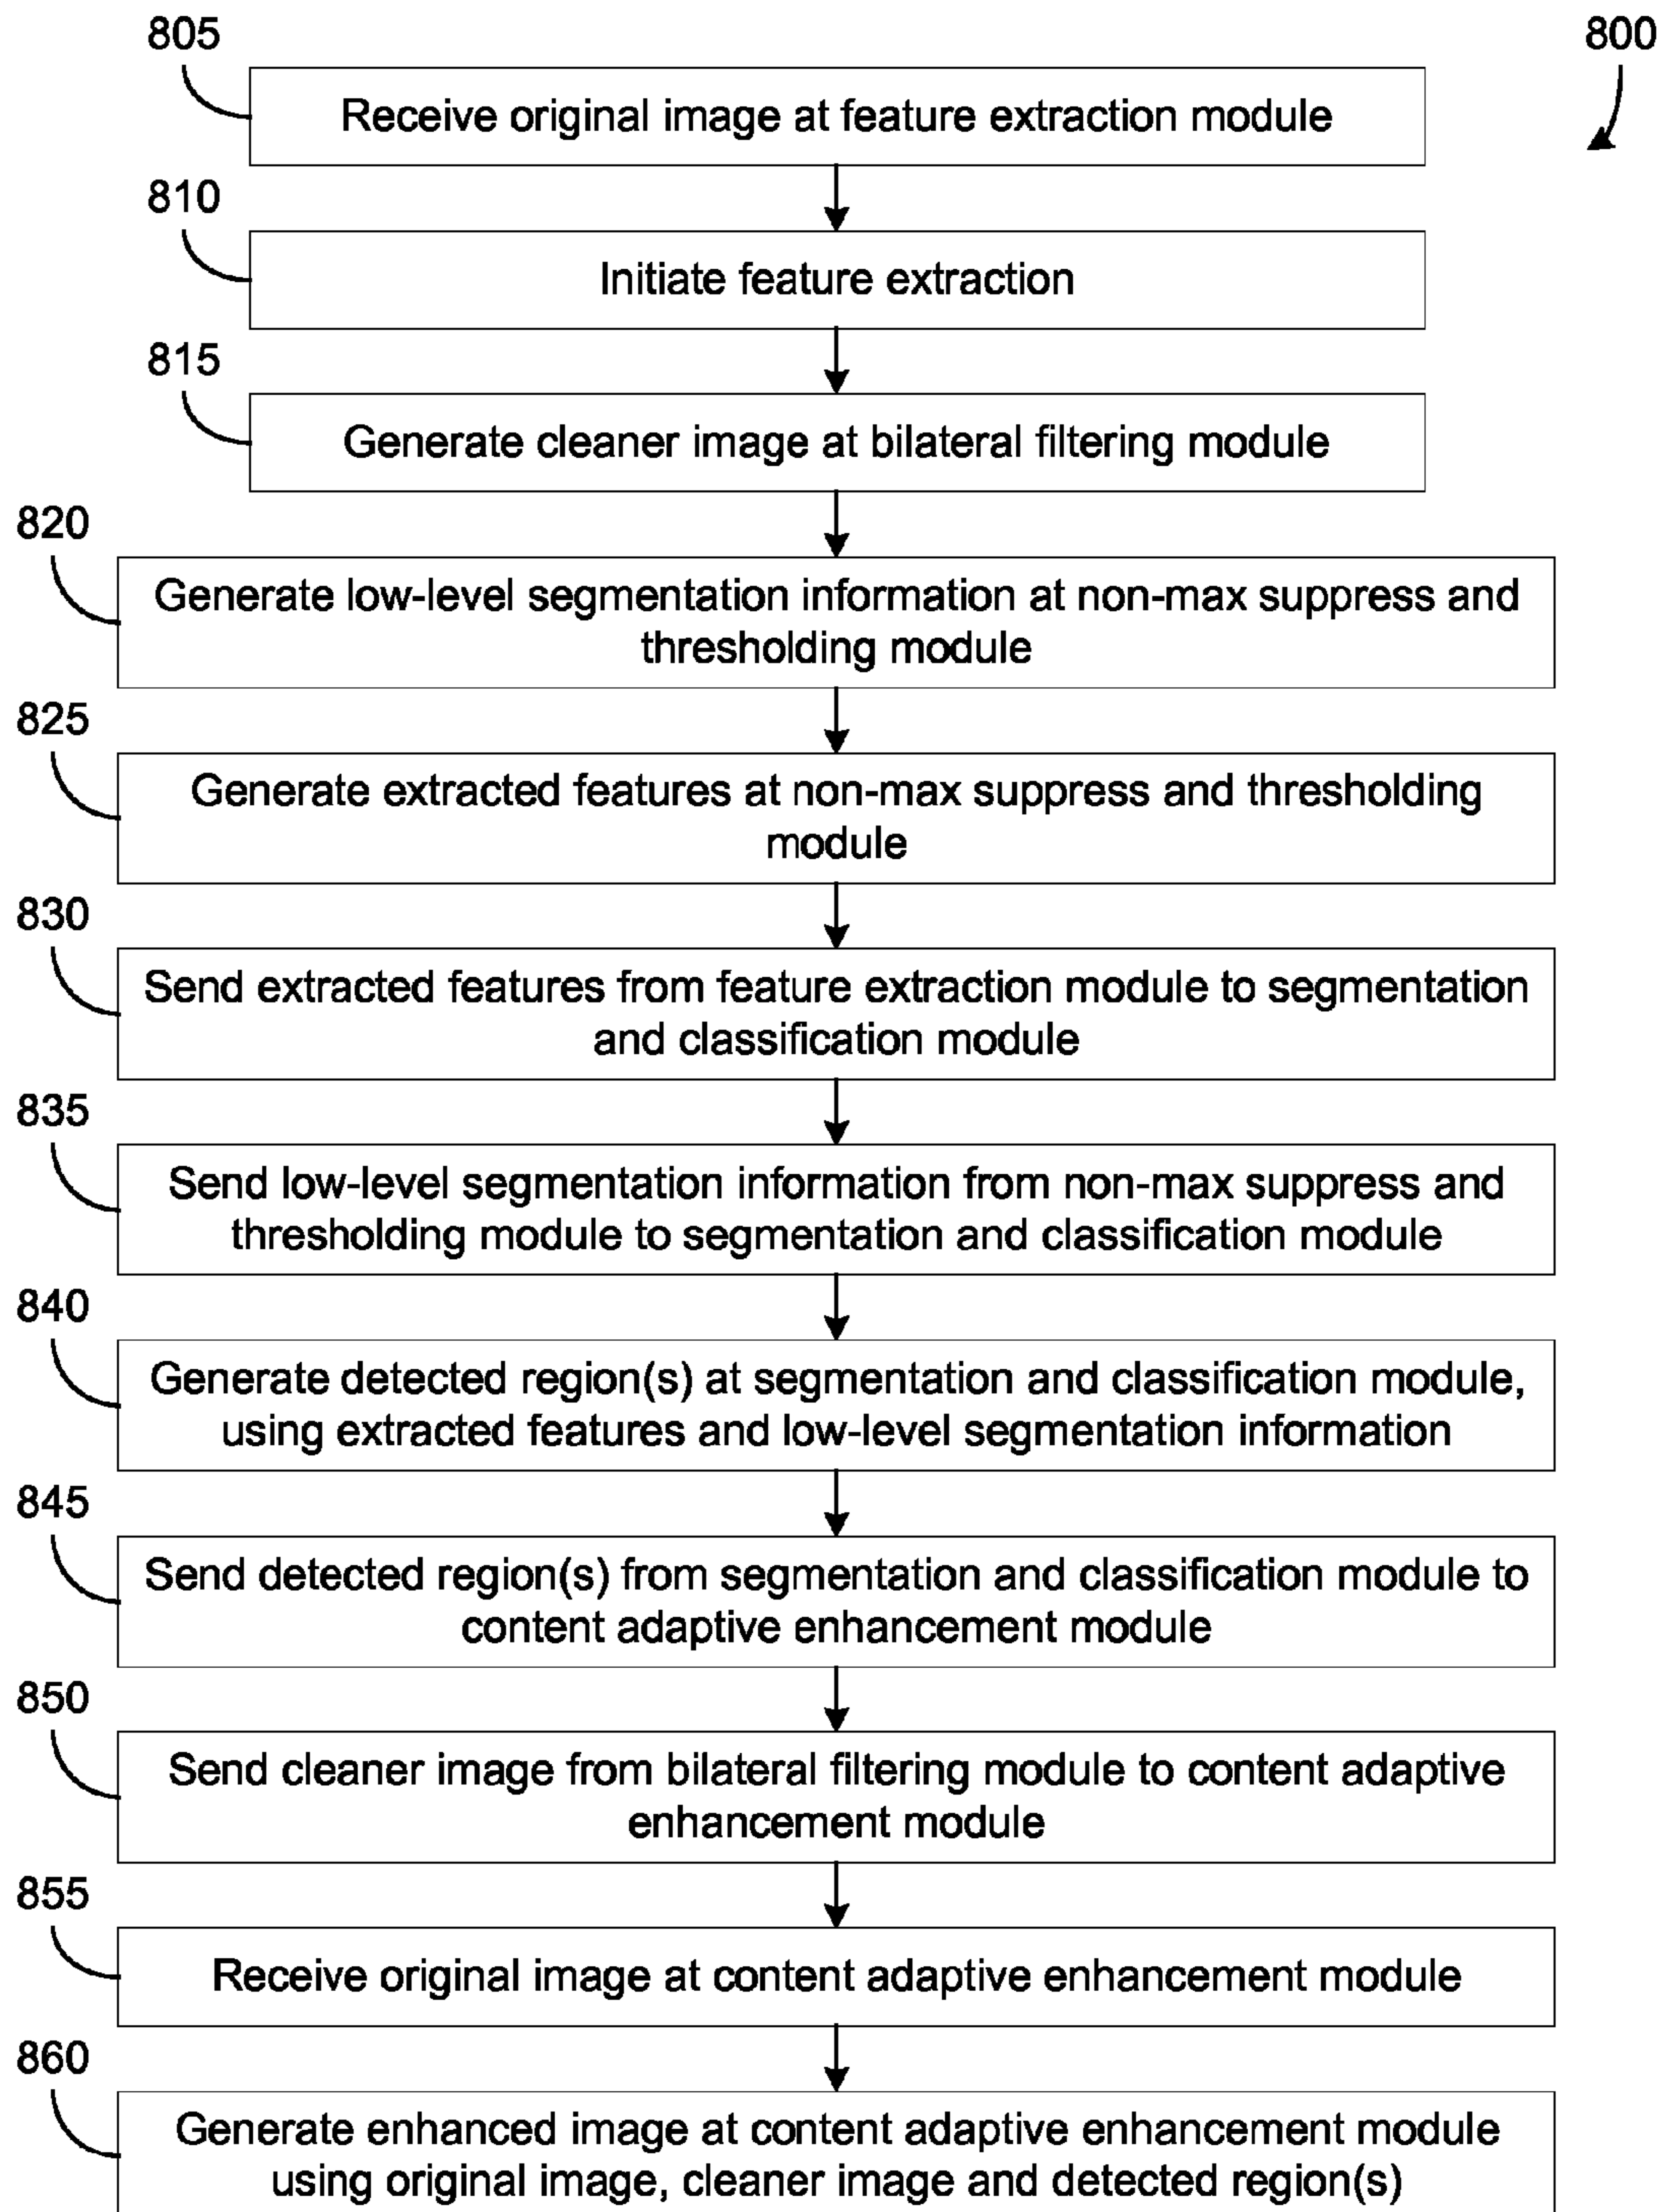 805
800
Receive original image at feature extraction module
810
Initiate feature extraction
815
Generate cleaner image at bilateral filtering module
820
Generate low-level segmentation information at non-max suppress and
thresholding module
825
Generate extracted features at non-max suppress and thresholding
module
830
Send extracted features from feature extraction module to segmentation
and classification module
835
Send low-level segmentation information from non-max suppress and
thresholding module to segmentation and classification module
840
Generate detected region(s) at segmentation and classification module,
using extracted features and low-level segmentation information
845
Send detected region(s) from segmentation and classification module to
content adaptive enhancement module
850
Send cleaner image from bilateral filtering module to content adaptive
enhancement module
855
Receive original image at content adaptive enhancement module
860
Generate enhanced image at content adaptive enhancement module
using original image, cleaner image and detected region(s)